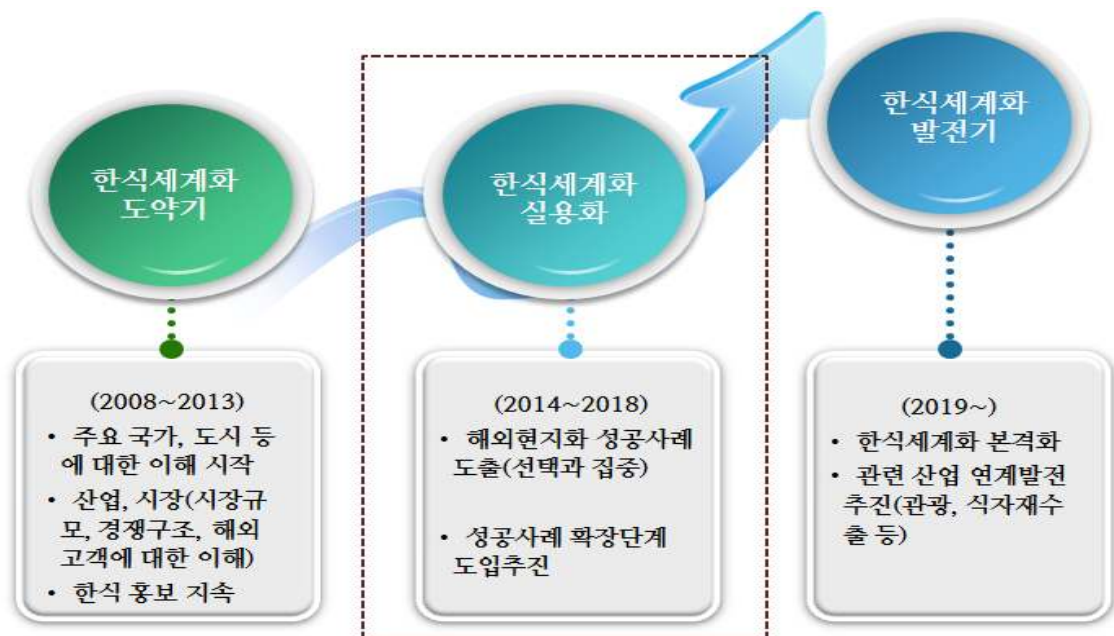 한식세계화
도약기
한식세계화
실용화
한식세계화
발전기
(2008~2013)
• 주요 국가, 도시 등
에 대한 이해 시작
• 산업, 시장(시장규
모, 경쟁구조, 해외
고객에 대한 이해)
• 한식 홍보 지속
(2014~2018)
• 해외현지화 성공사례
도출(선택과 집중)
• 성공사례 확장단계
도입추진
(2019~)
• 한식세계화 본격화
• 관련 산업 연계발전
추진(관광, 식자재수
출 등)